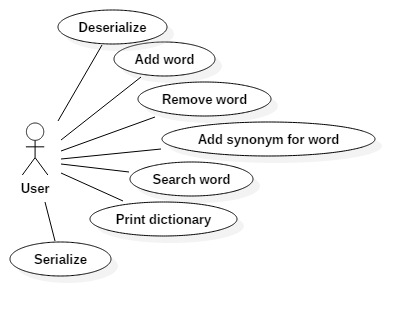 Deserialize
Add word
Remove word
Add synonym for word
Search word
User
Print dictionary
Serialize